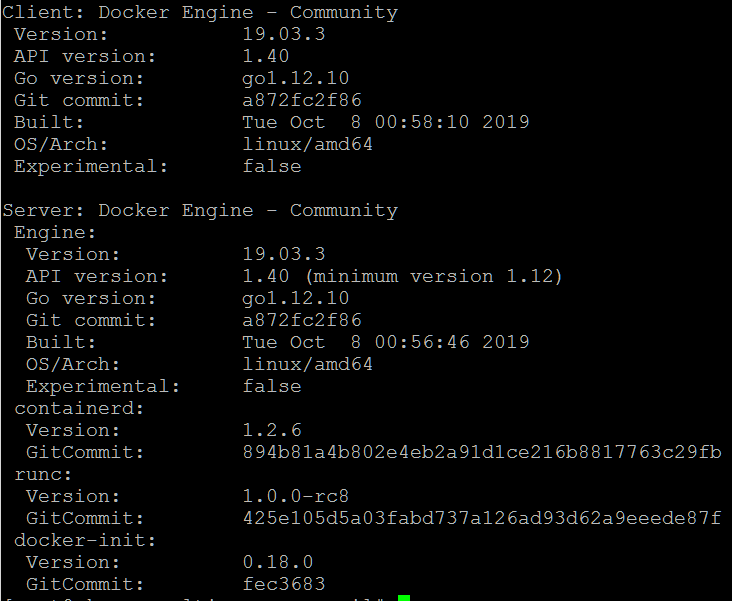 Client: Docker Engine - Community
 Version:           19.03.3
 API version:       1.40
 Go version:        go1.12.10
 Git commit:        a872fc2f86
 Built:             Tue Oct  8 00:58:10 2019
 OS/Arch:           linux/amd64
 Experimental:      false

Server: Docker Engine - Community
 Engine:
  Version:          19.03.3
  API version:      1.40 (minimum version 1.12)
  Go version:       go1.12.10
  Git commit:       a872fc2f86
  Built:            Tue Oct  8 00:56:46 2019
  OS/Arch:          linux/amd64
  Experimental:     false
 containerd:
  Version:          1.2.6
  GitCommit:        894b81a4b802e4eb2a91d1ce216b8817763c29fb
 runc:
  Version:          1.0.0-rc8
  GitCommit:        425e105d5a03fabd737a126ad93d62a9eeede87f
 docker-init:
  Version:          0.18.0
  GitCommit:        fec3683